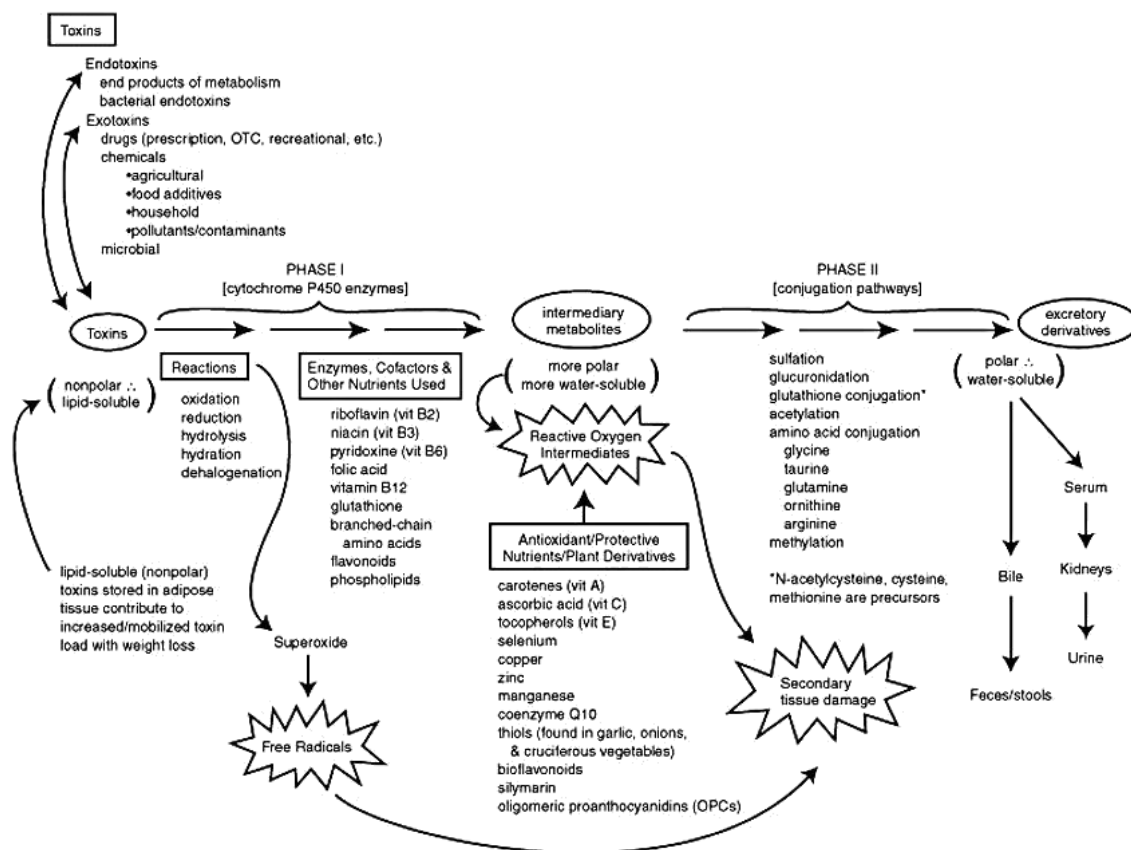 Toxins
Endotoxins
end products of metabolism
bacterial endotoxins
Exotoxins
drugs (prescription, OTC, recreational, etc.)
chemicals
•agricultural
•food additives
•household
•pollutants/contaminants
microbial
PHASE I
[cytochrome P450 enzymes]
PHASE II
[conjugation pathways]
Toxins
intermediary
metabolites
excretory
derivatives
(nonpolar ∴
lipid-soluble)
Reactions
oxidation
reduction
hydrolysis
hydration
dehalogenation
Enzymes, Cofactors &
Other Nutrients Used
riboflavin (vit B2)
niacin (vit B3)
pyridoxine (vit B6)
folic acid
vitamin B12
glutathione
branched-chain
amino acids
flavonoids
phospholipids
(more polar
more water-soluble)
Reactive Oxygen
Intermediates
Antioxidant/Protective
Nutrients/Plant Derivatives
carotenes (vit A)
ascorbic acid (vit C)
tocopherols (vit E)
selenium
copper
zinc
manganese
coenzyme Q10
thiols (found in garlic, onions,
& cruciferous vegetables)
bioflavonoids
silymarin
oligomeric proanthocyanidins (OPCs)
sulfation
glucuronidation
glutathione conjugation*
acetylation
amino acid conjugation
glycine
taurine
glutamine
ornithine
arginine
methylation
*N-acetylcysteine, cysteine,
methionine are precursors
(polar ∴
water-soluble)
Serum
Bile
Kidneys
Urine
Feces/stools
lipid-soluble (nonpolar)
toxins stored in adipose
tissue contribute to
increased/mobilized toxin
load with weight loss
Superoxide
Free Radicals
Secondary
tissue damage